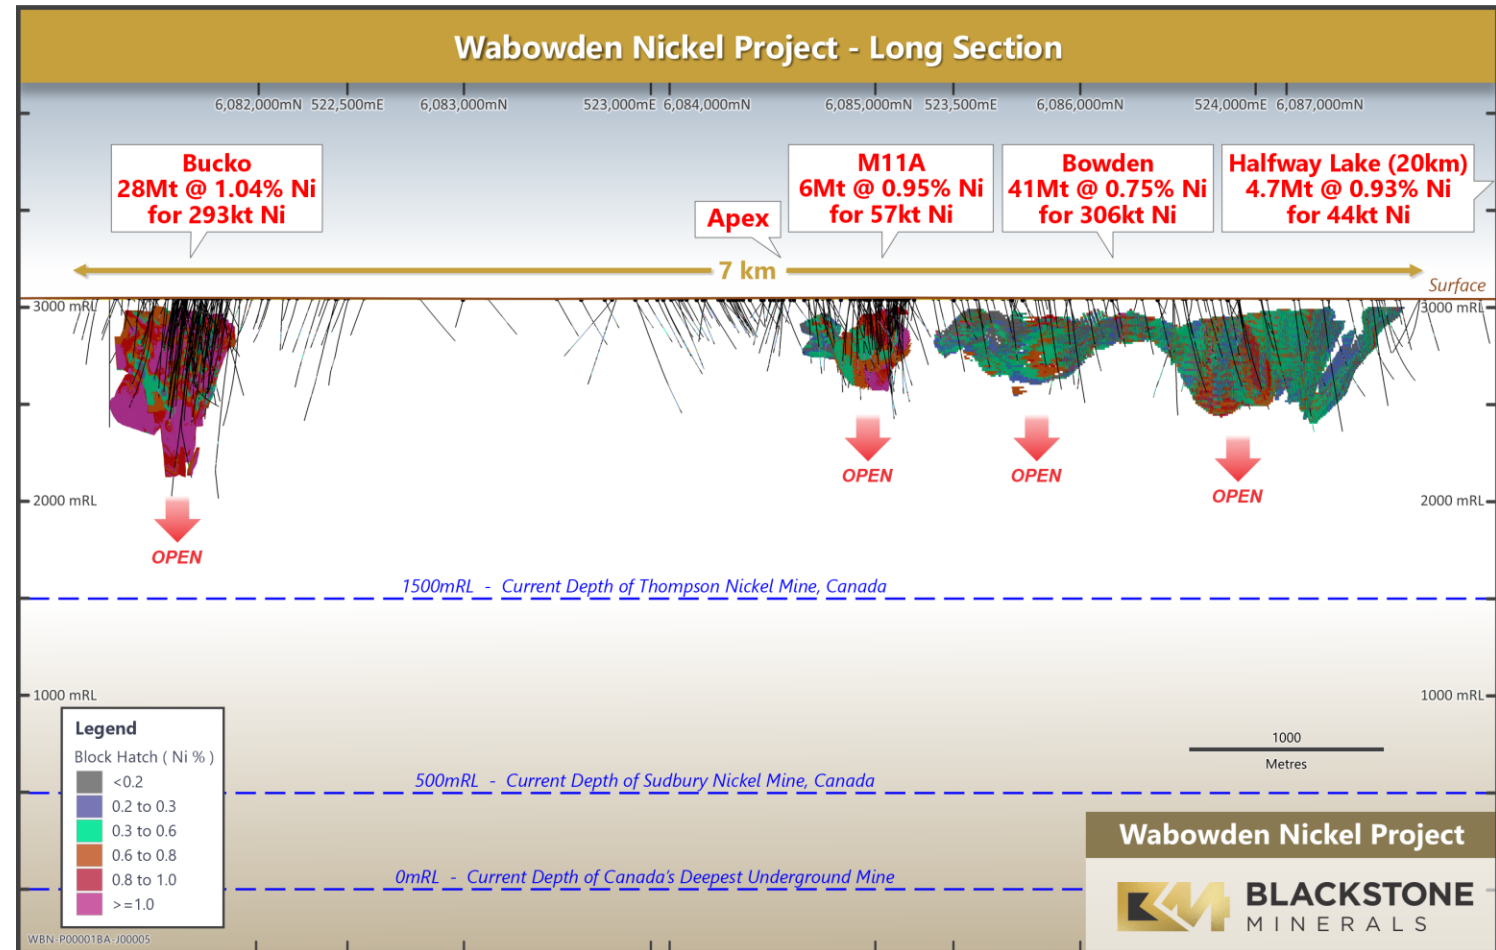 Wabowden Nickel Project - Long Section
6,082,000mN 522,500mE 6,083,000mN 523,000mE 6,084,000mN 6,085,000mN 523,500mE 6,086,000mN 524,000mE 6,087,000mN
Bucko
28Mt @ 1.04% Ni
for 293kt Ni
Apex
M11A
6Mt @ 0.95% Ni
for 57kt Ni
Bowden
41Mt @ 0.75% Ni
for 306kt Ni
Halfway Lake (20km)
4.7Mt @ 0.93% Ni
for 44kt Ni
7 km
Surface
3000 mRL 3000 mRL
OPEN
OPEN
OPEN
2000 mRL 2000 mRL
OPEN
1500mRL - Current Depth of Thompson Nickel Mine, Canada
1000 mRL 1000 mRL
Legend
Block Hatch ( Ni % )
<0.2
0.2 to 0.3
0.3 to 0.6
0.6 to 0.8
0.8 to 1.0
>=1.0
1000
Metres
500mRL - Current Depth of Sudbury Nickel Mine, Canada
0mRL - Current Depth of Canada's Deepest Underground Mine
Wabowden Nickel Project
BLACKSTONE
MINERALS
WBN-P00001BA-J00005